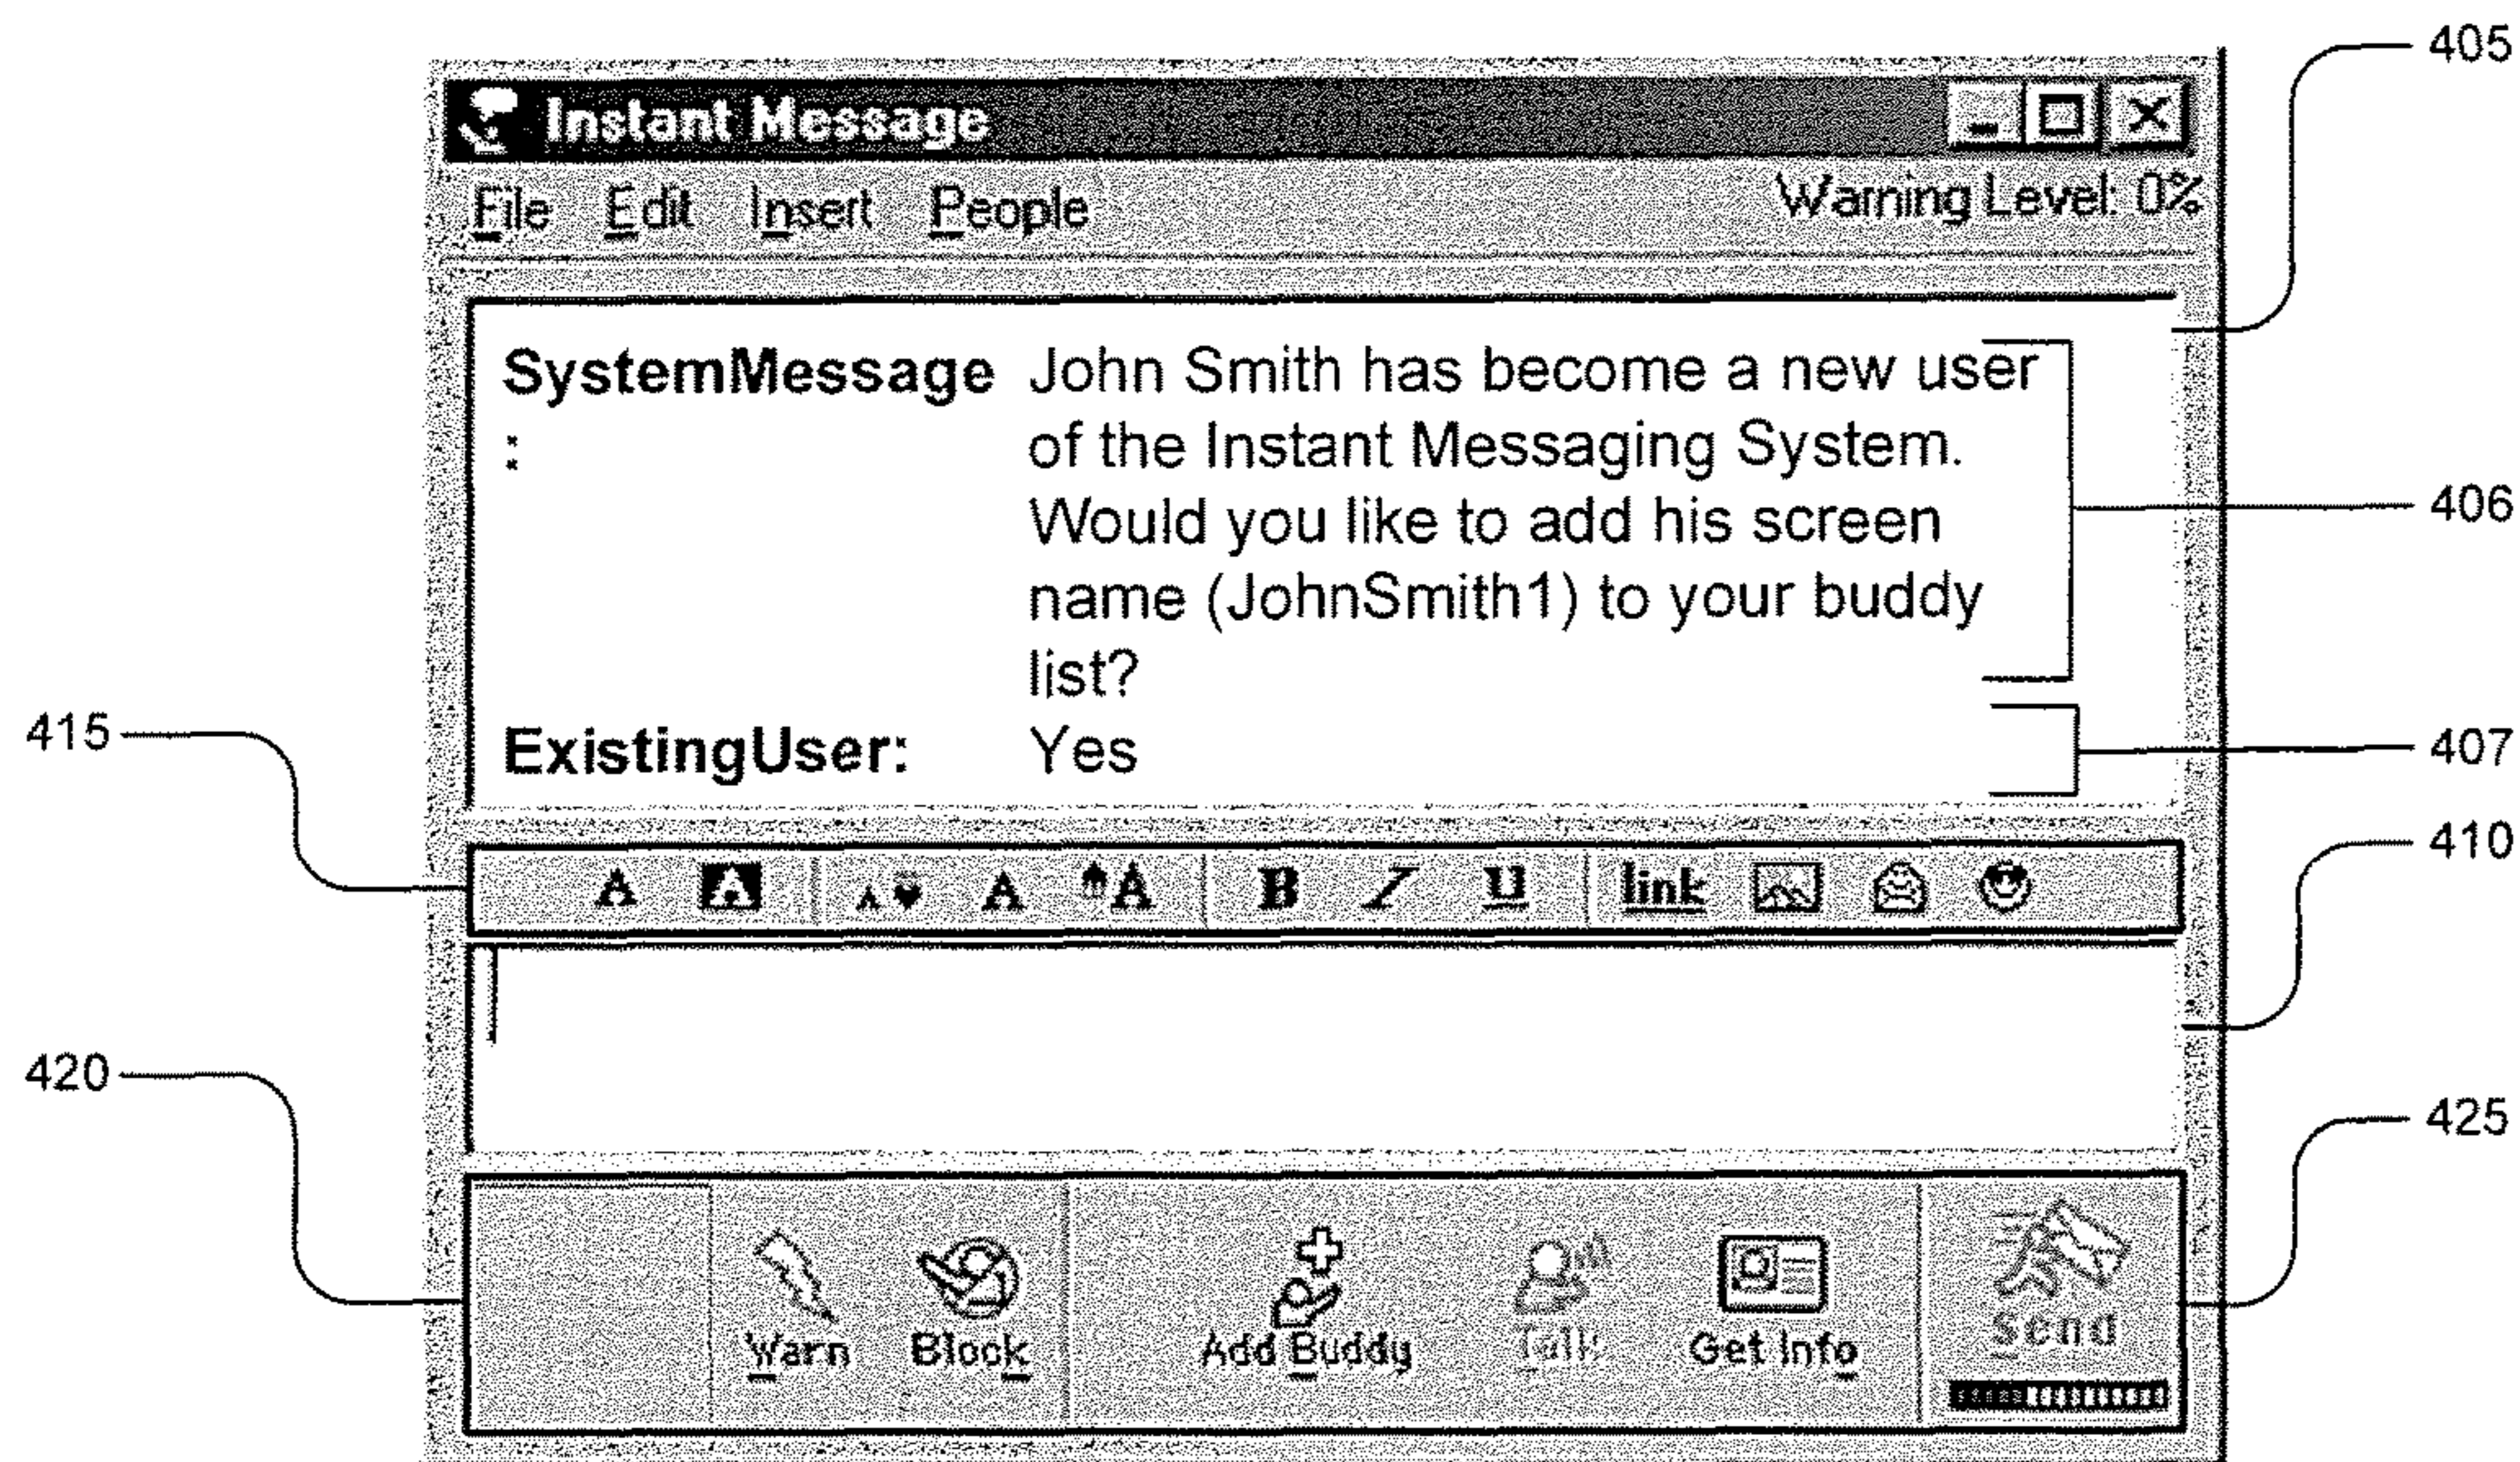 405
Instant Message
File Edit Insert People Warning Level: 0%
SystemMessage John Smith has become a new user
: of the Instant Messaging System.
406
Would you like to add his screen
name (JohnSmith1) to your buddy
list?
415
ExistingUser: Yes
407
410
A A A A A B I U link
420
425
Warn Block Add Buddy Talk Get Info Send